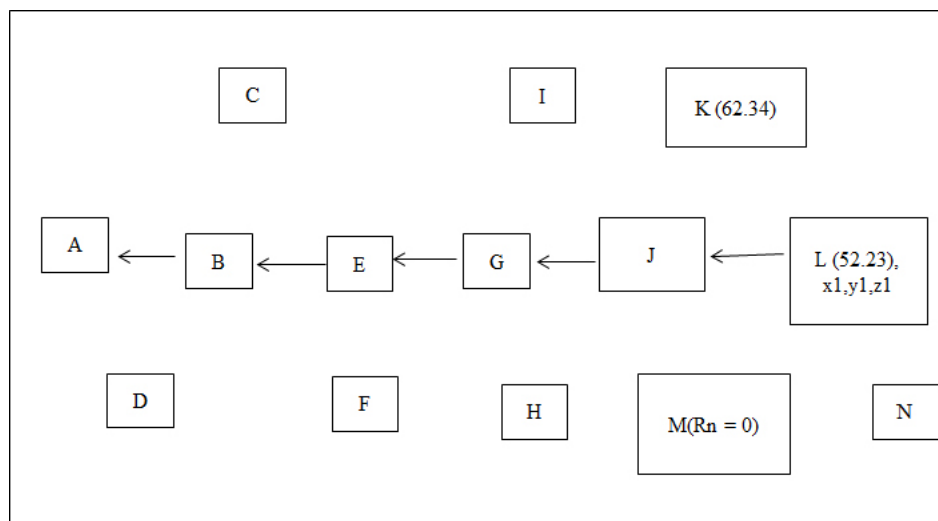 C
I
K (62.34)
A
B
E
G
J
L (52.23),
x1,y1,z1
D
F
H
M(Rn = 0)
N